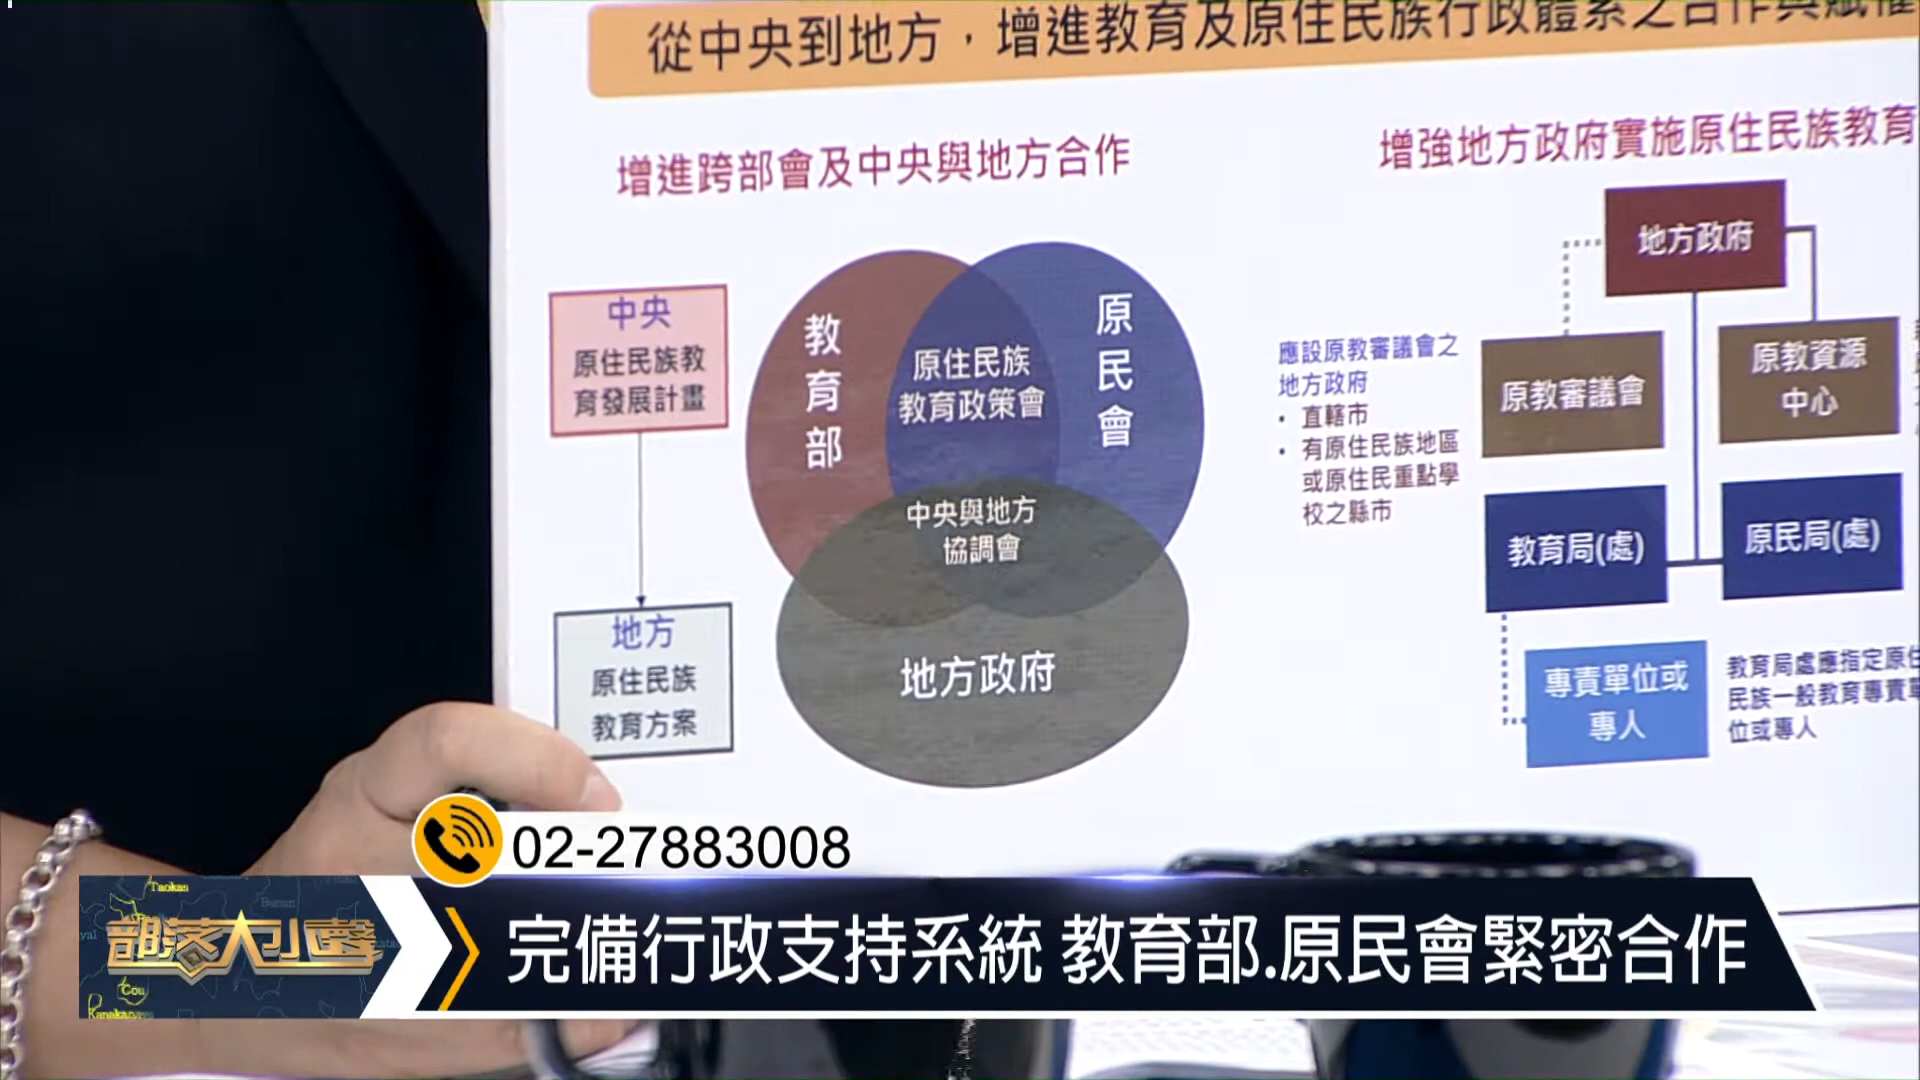 從中央到地方，增進教育及原住民族行政體系之合作與賦權
增進跨部會及中央與地方合作
中央
原住民族教
育發展計畫
地方
原住民族
教育方案
教育部
原民會
原住民族
教育政策會
中央與地方
協調會
地方政府
增強地方政府實施原住民族教育
地方政府
應設原教審議會之
地方政府
• 直轄市
• 有原住民族地區
或原住民重點學
校之縣市
原教審議會
原教資源
中心
教育局(處)
原民局(處)
專責單位或
專人
教育局處應指定原住
民族一般教育專責單
位或專人
02-27883008
Taokas
Bunun
部落大小聲
Cou
完備行政支持系統 教育部.原民會緊密合作